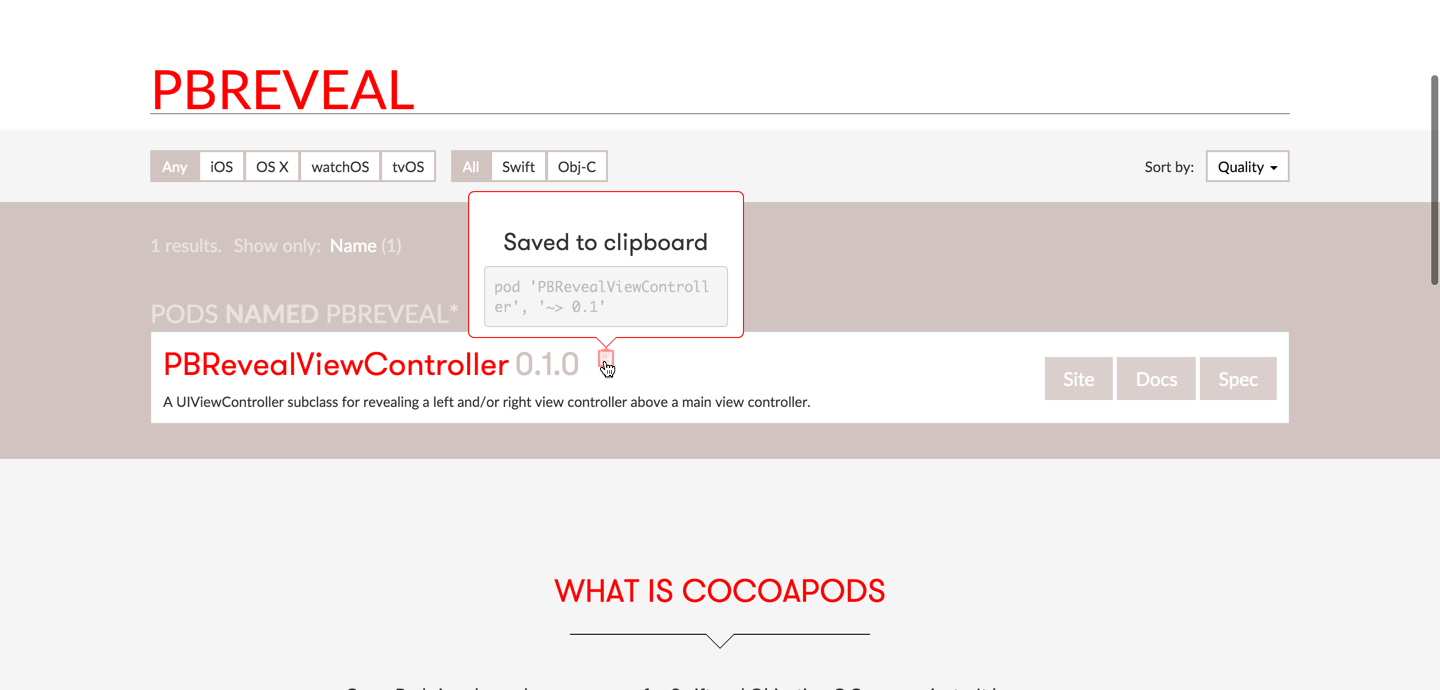 PBREVEAL
Any iOS OS X watchOS tvOS All Swift Obj-C Sort by: Quality
1 results. Show only: Name (1)
Saved to clipboard
pod 'PBRevealViewControll
er', '~> 0.1'
PODS NAMED PBREVEAL*
PBRevealViewController 0.1.0
Site Docs Spec
A UIViewController subclass for revealing a left and/or right view controller above a main view controller.
WHAT IS COCOAPODS